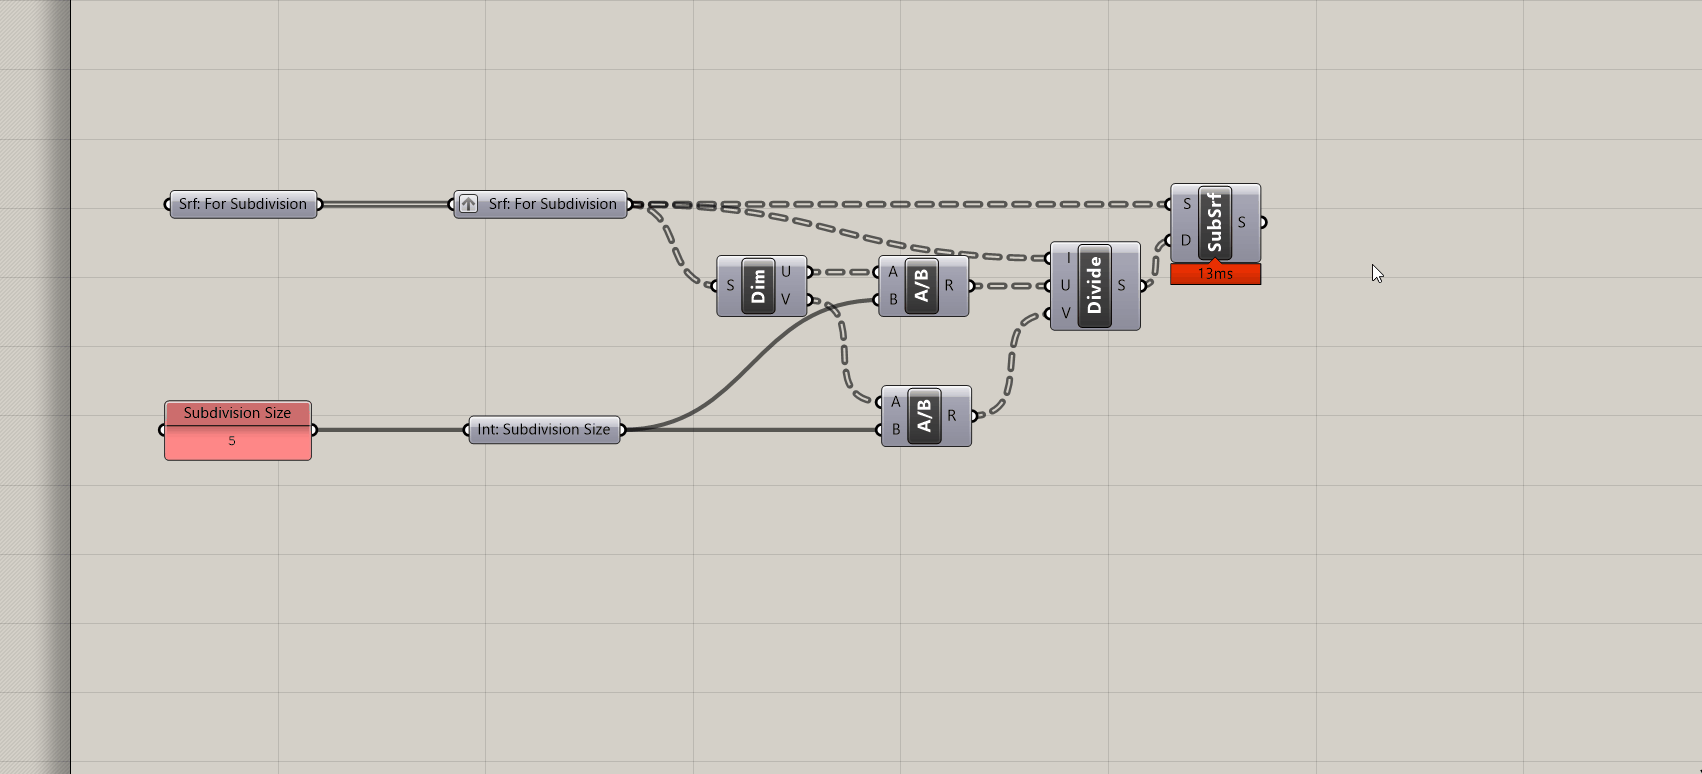 Srf: For Subdivision
Srf: For Subdivision
S
D
SubSrf
S
13ms
S
Dim
U
V
A
B
A/B
R
I
U
V
Divide
S
A
B
A/B
R
Subdivision Size
5
Int: Subdivision Size